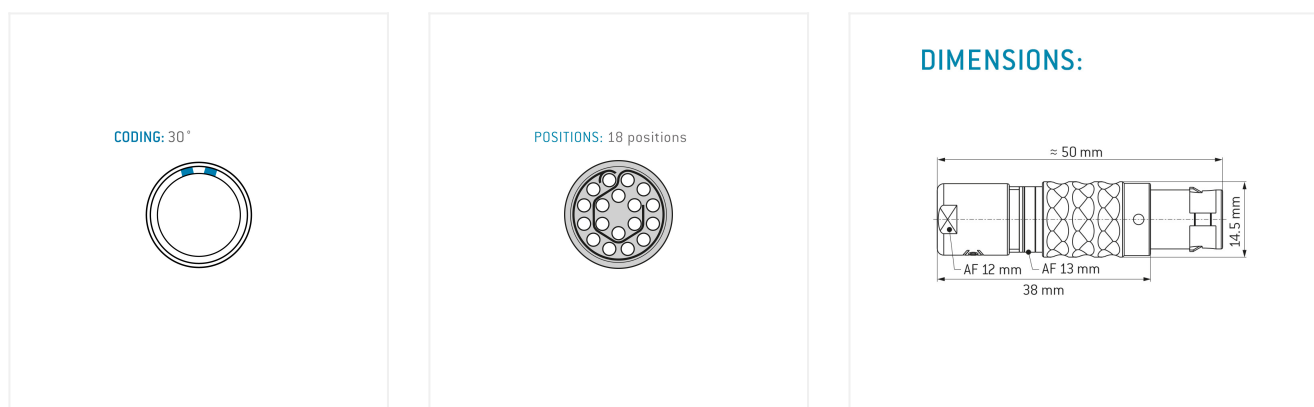 CODING: 30°
POSITIONS: 18 positions
DIMENSIONS:
≈ 50 mm
14.5 mm
AF 12 mm
AF 13 mm
38 mm